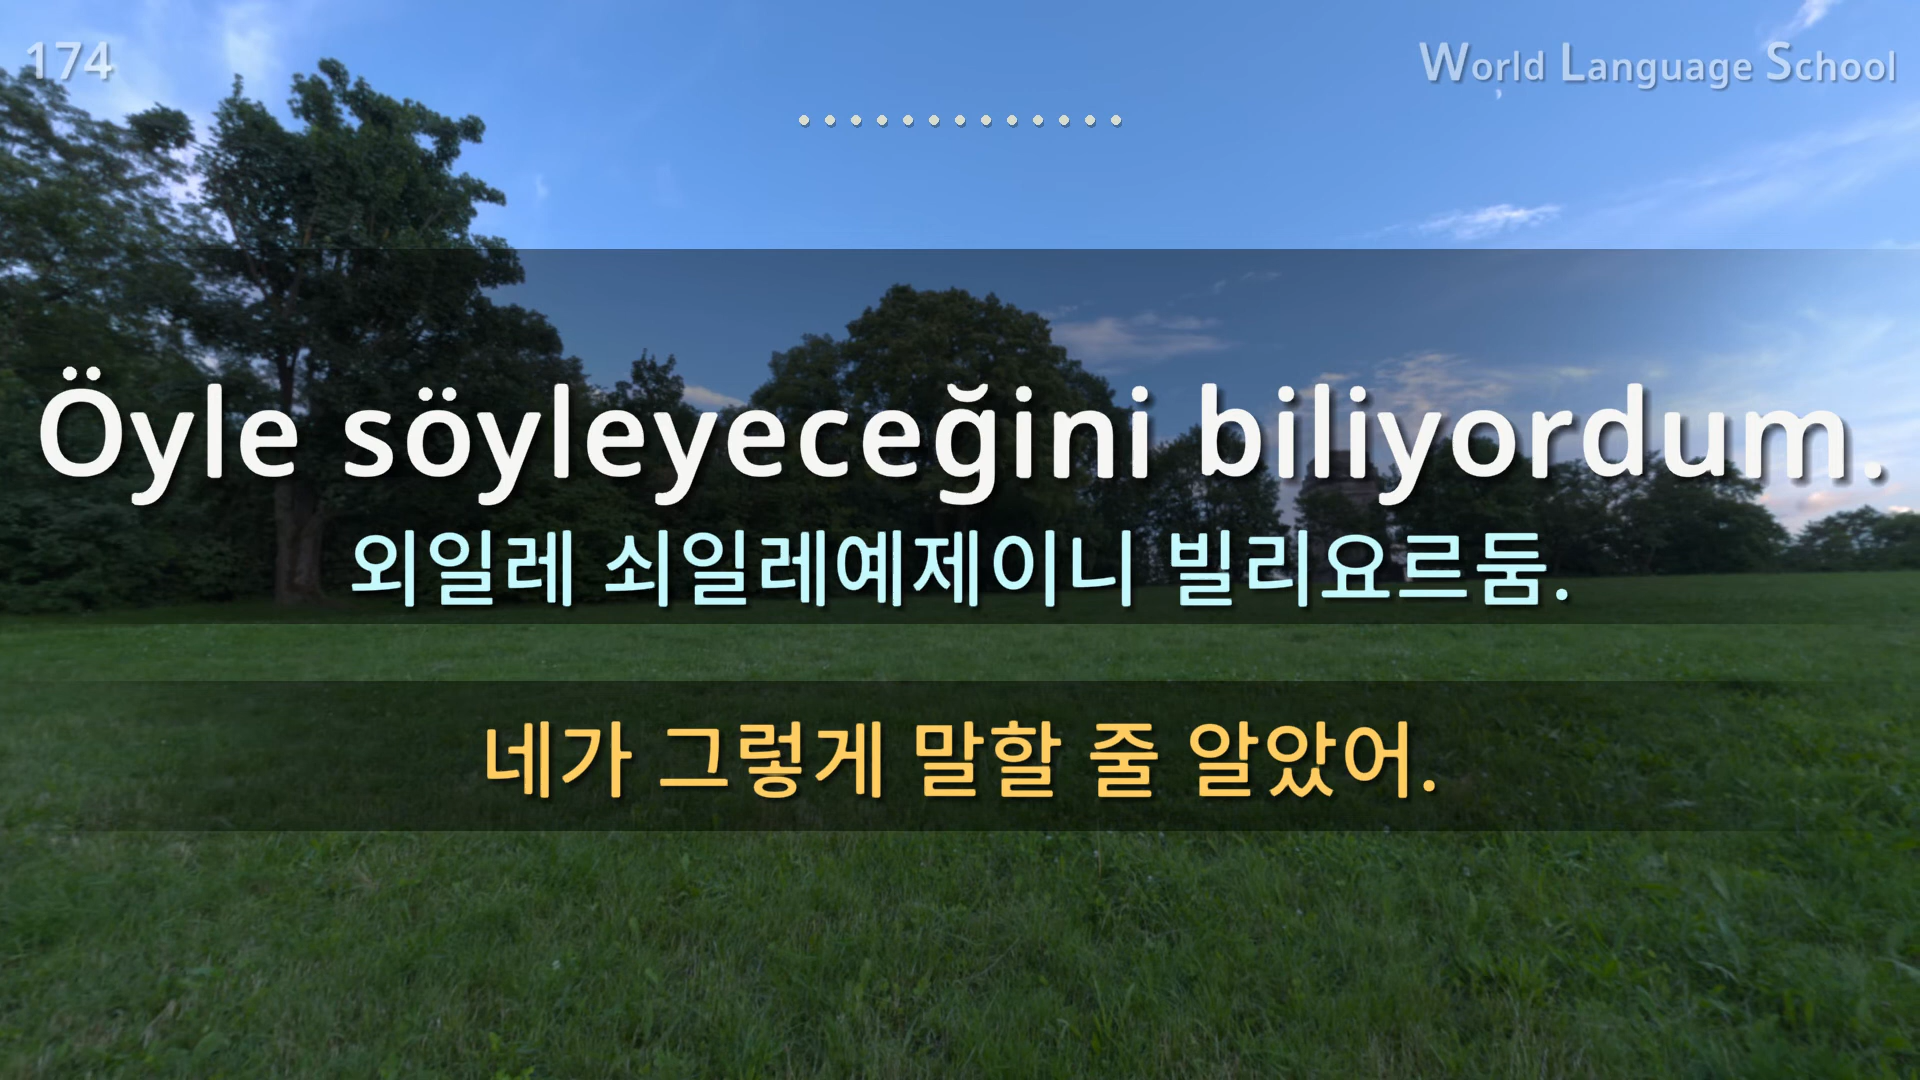 174
World Language School
Öyle söyleyeceğini biliyordum.
외일레 쇠일레예제이니 빌리요르둠.
네가 그렇게 말할 줄 알았어.